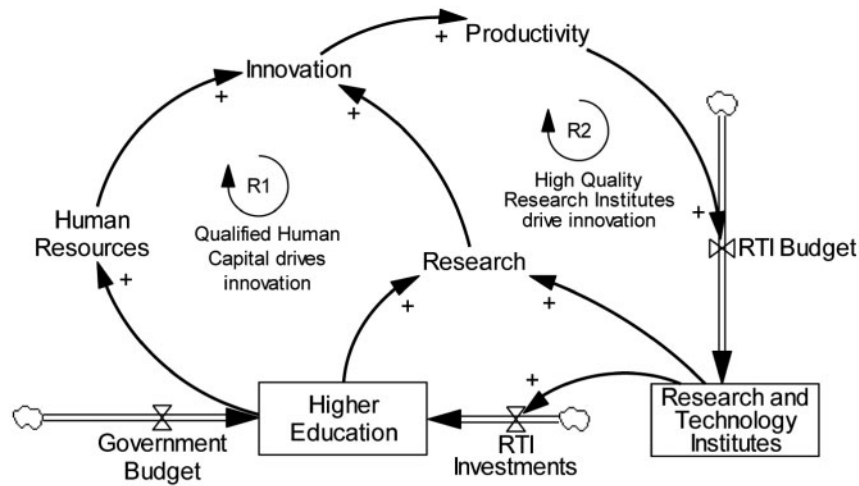 Productivity
+
Innovation
+
+
R2
High Quality
Research Institutes
drive innovation
R1
Qualified Human
Capital drives
innovation
+
Human
Resources
+
RTI Budget
Research
+
+
+
Higher
Education
Research and
Technology
Institutes
Government
Budget
RTI
Investments